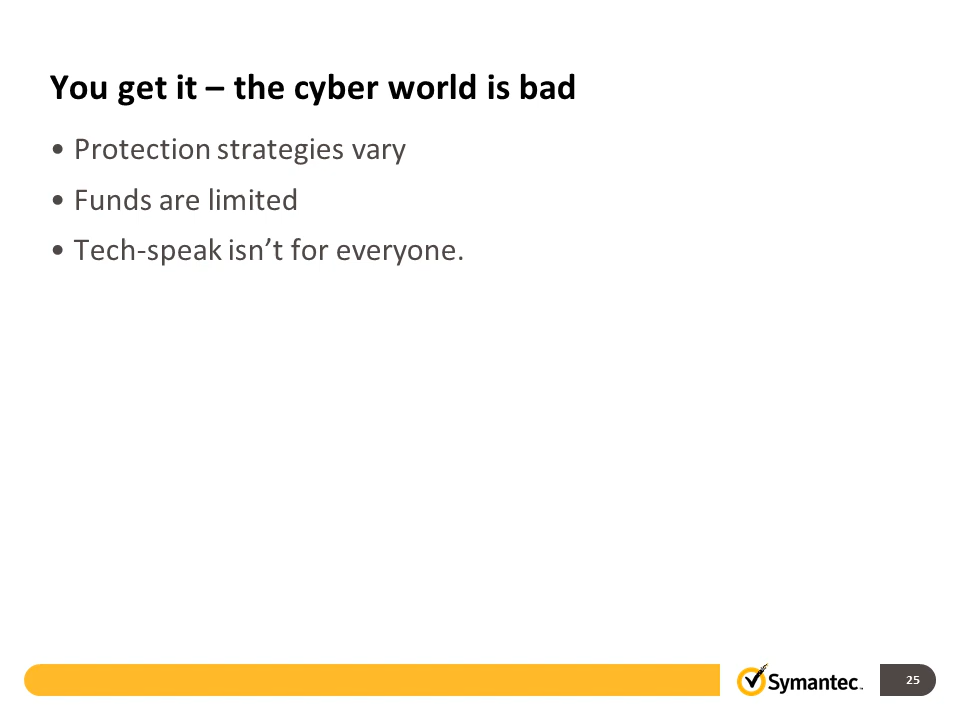 You get it – the cyber world is bad
• Protection strategies vary
• Funds are limited
• Tech-speak isn’t for everyone.
Symantec.
25